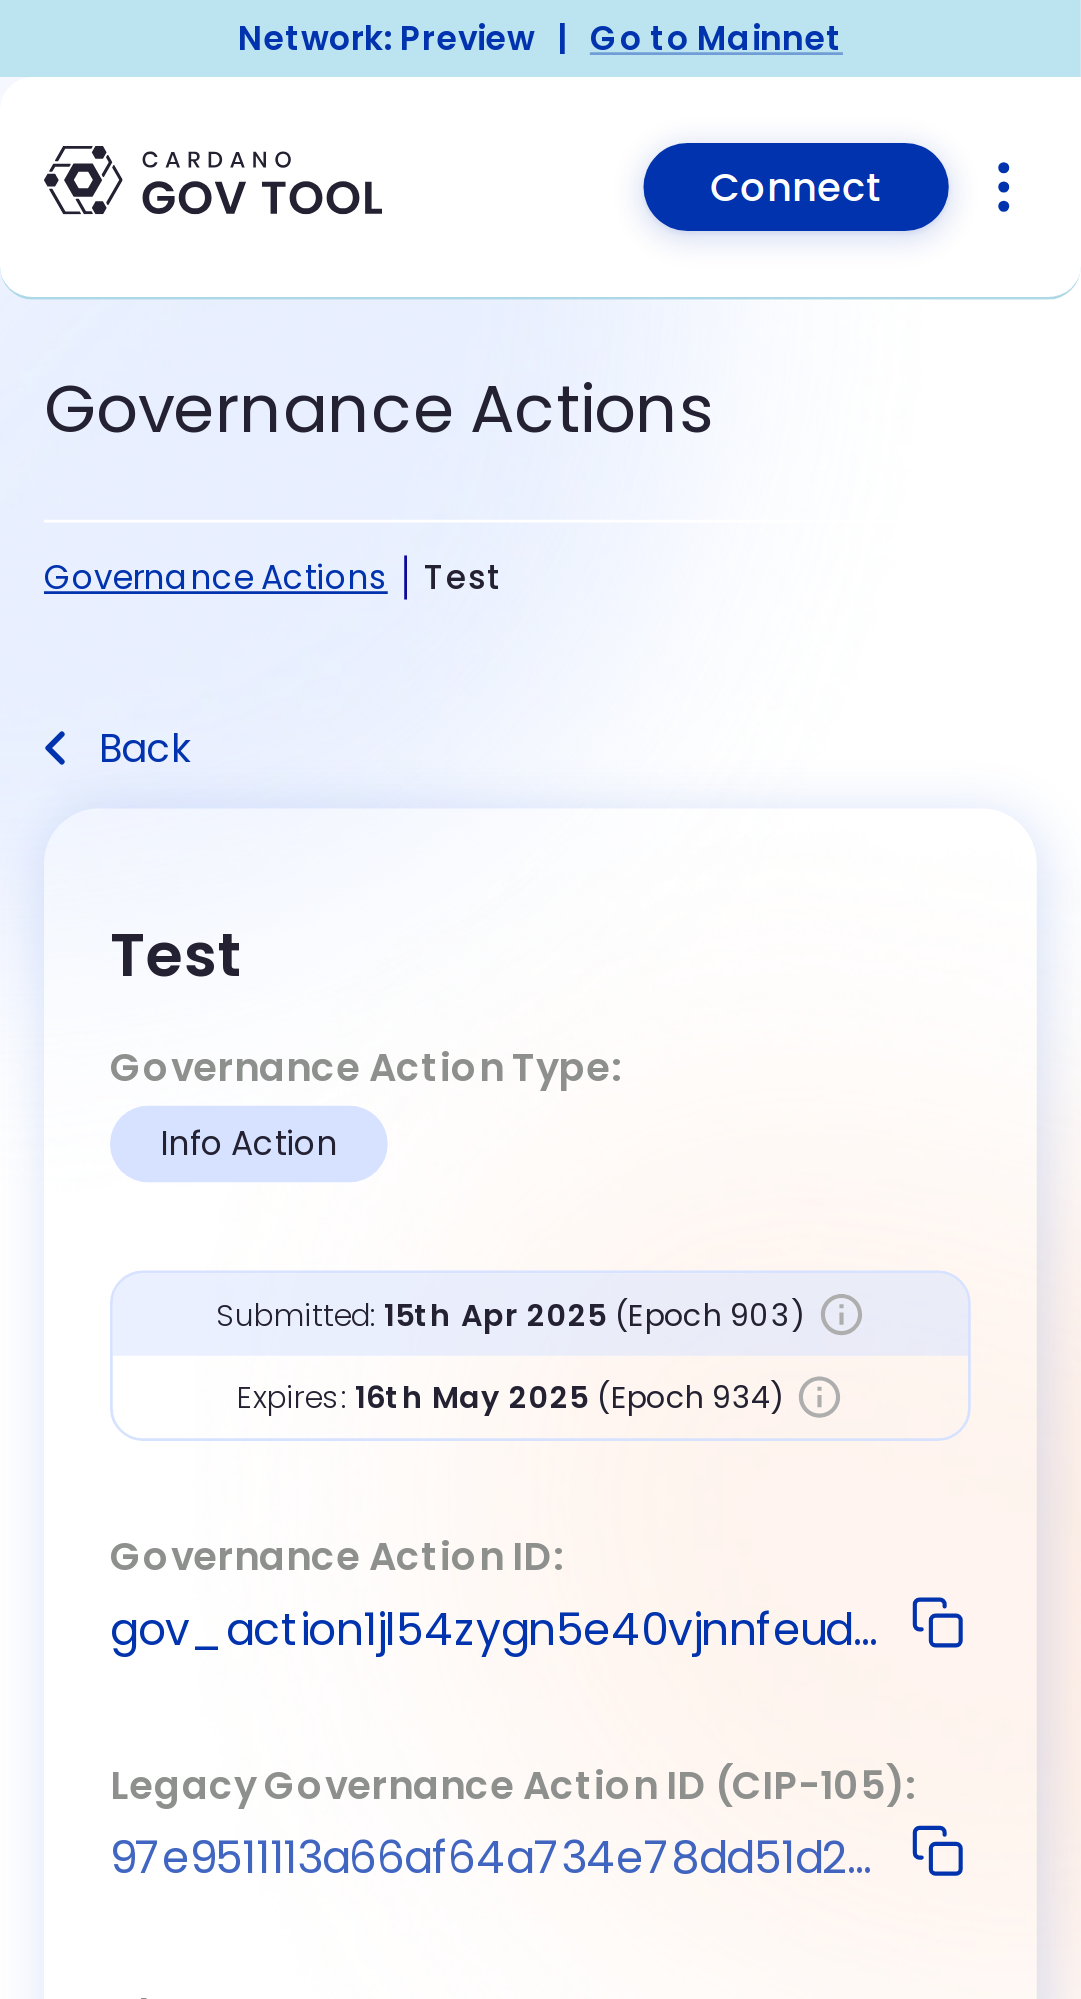 Network: Preview | Go to Mainnet
CARDANO
GOV TOOL
Connect
Governance Actions
Governance Actions | Test
Back
Test
Governance Action Type:
Info Action
Submitted: 15th Apr 2025 (Epoch 903)
Expires: 16th May 2025 (Epoch 934)
Governance Action ID:
gov_action1jl54zygn5e40vjnnfeud...
Legacy Governance Action ID (CIP-105):
97e9511113a66af64a734e78dd51d2...